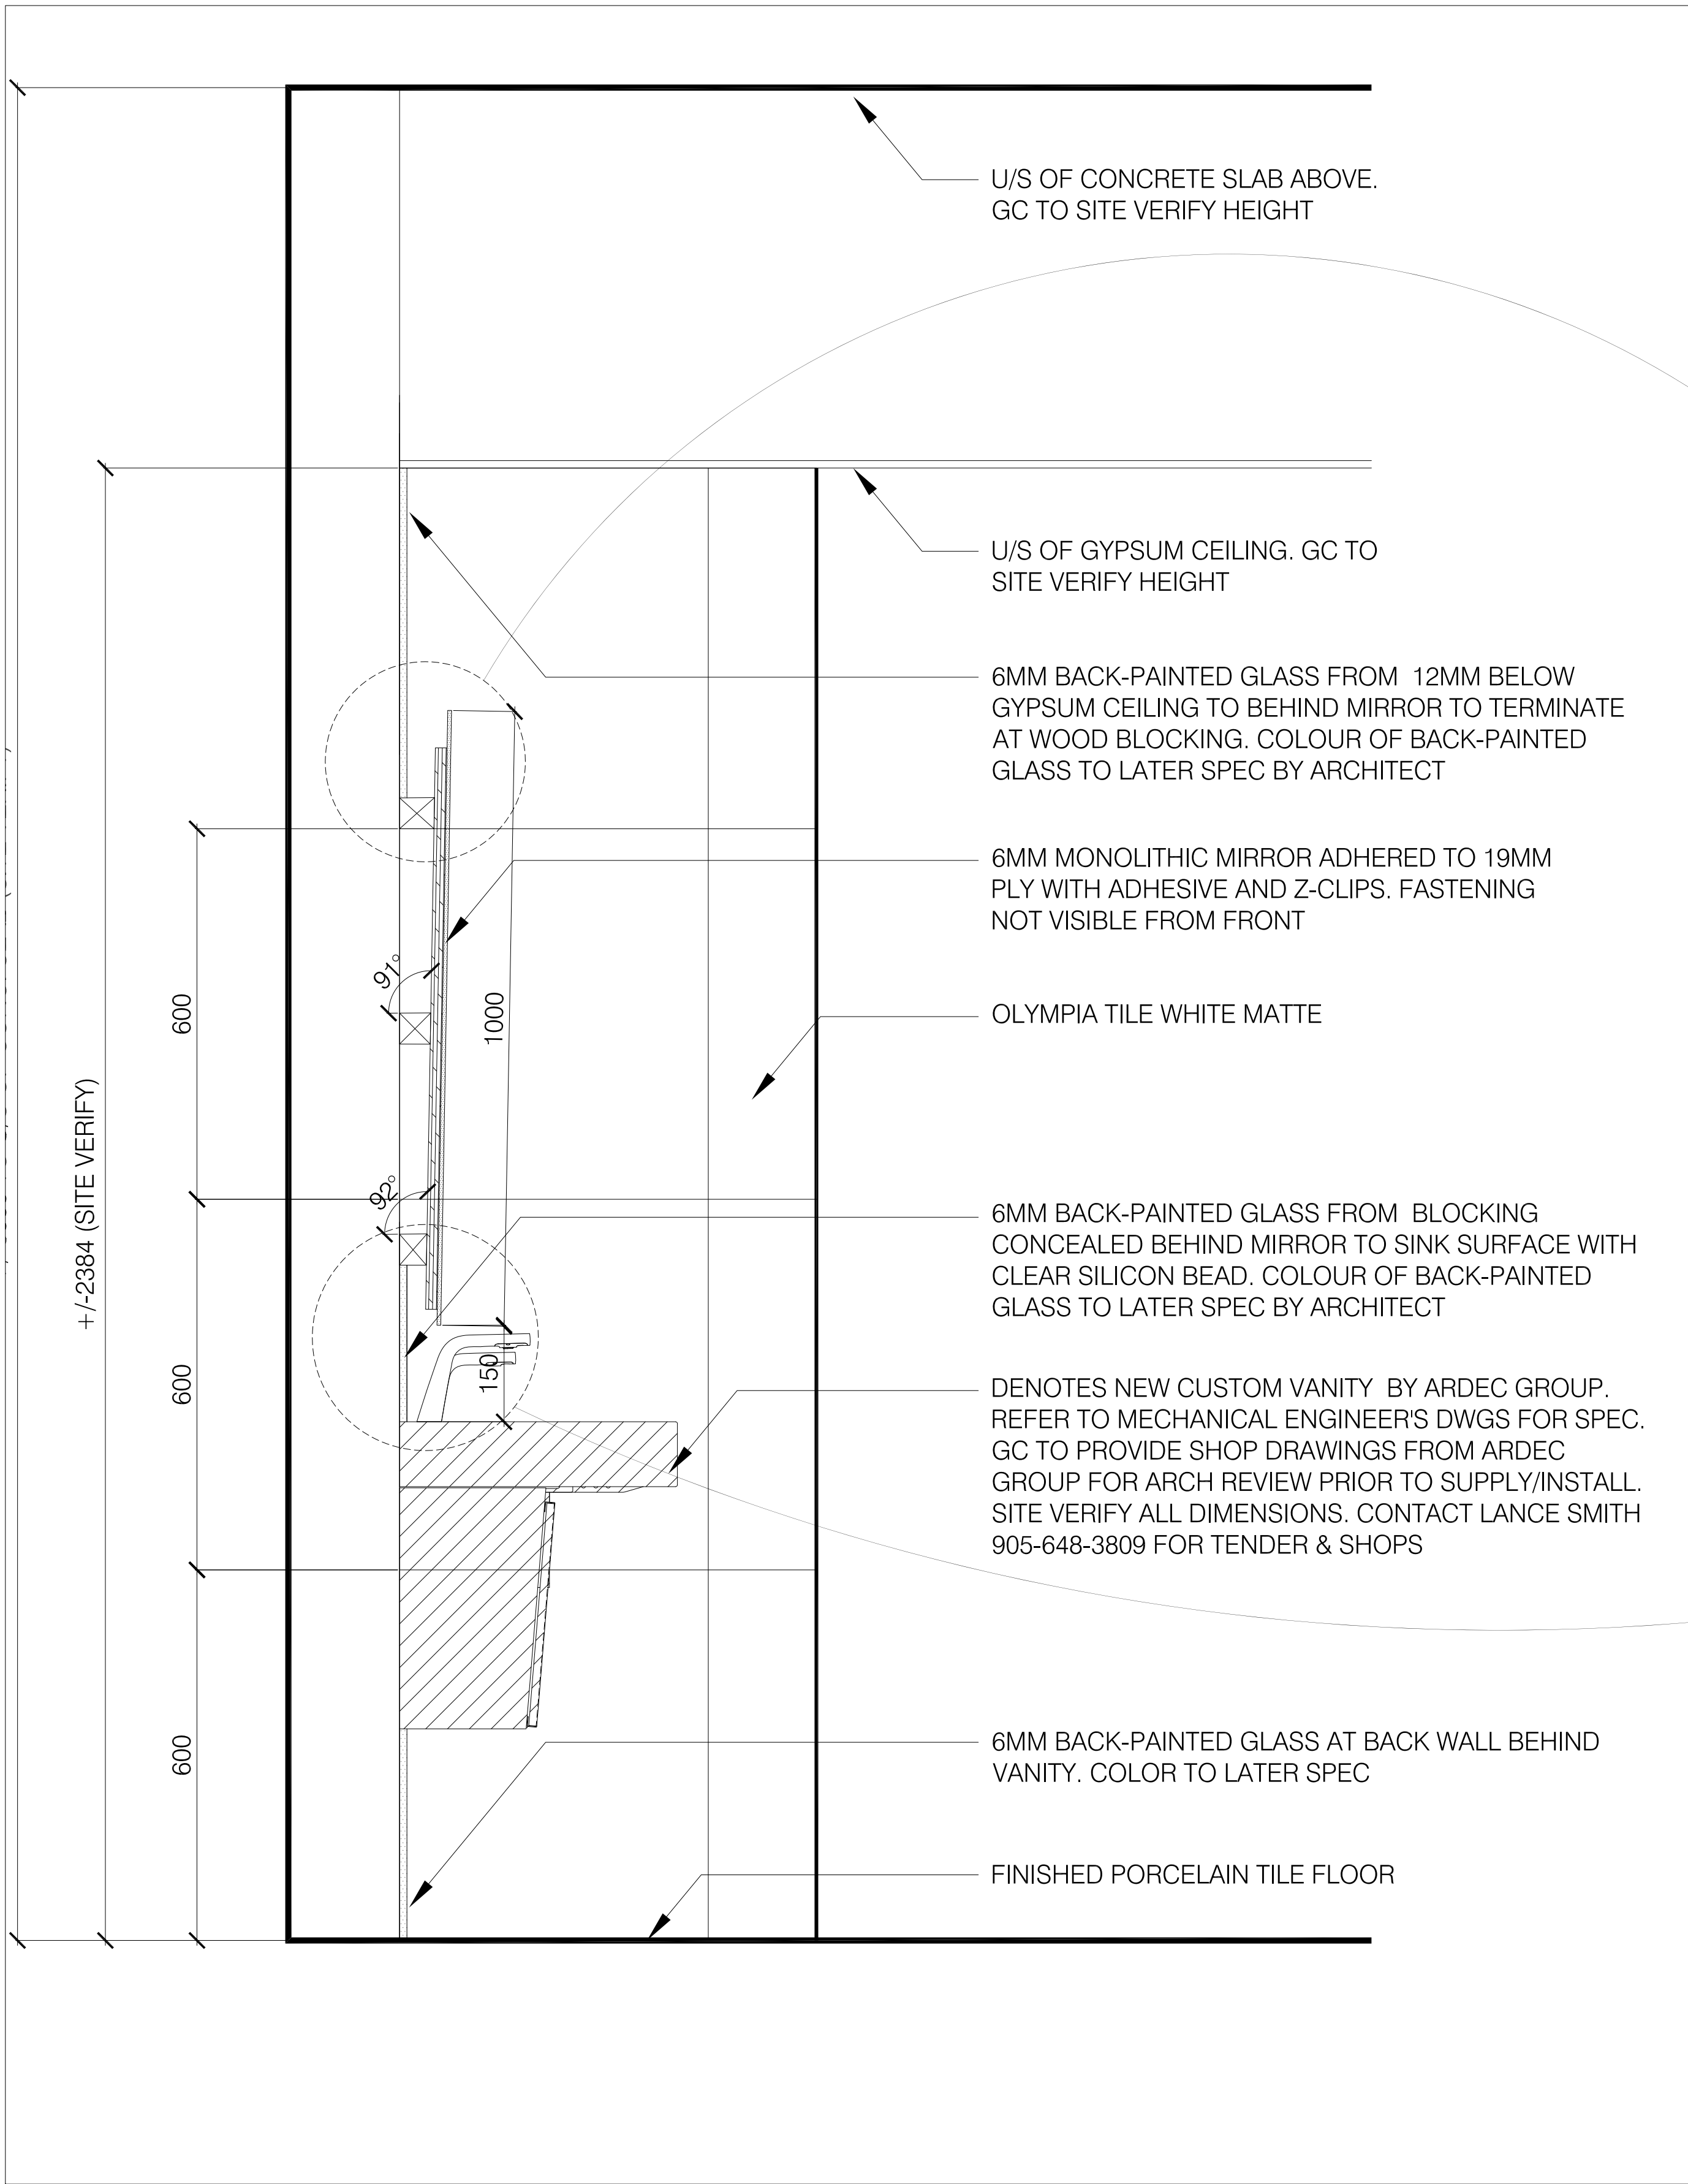 U/S OF CONCRETE SLAB ABOVE.
GC TO SITE VERIFY HEIGHT
U/S OF GYPSUM CEILING. GC TO
SITE VERIFY HEIGHT
6MM BACK-PAINTED GLASS FROM 12MM BELOW
GYPSUM CEILING TO BEHIND MIRROR TO TERMINATE
AT WOOD BLOCKING. COLOUR OF BACK-PAINTED
GLASS TO LATER SPEC BY ARCHITECT
6MM MONOLITHIC MIRROR ADHERED TO 19MM
PLY WITH ADHESIVE AND Z-CLIPS. FASTENING
NOT VISIBLE FROM FRONT
OLYMPIA TILE WHITE MATTE
6MM BACK-PAINTED GLASS FROM BLOCKING
CONCEALED BEHIND MIRROR TO SINK SURFACE WITH
CLEAR SILICON BEAD. COLOUR OF BACK-PAINTED
GLASS TO LATER SPEC BY ARCHITECT
DENOTES NEW CUSTOM VANITY BY ARDEC GROUP.
REFER TO MECHANICAL ENGINEER'S DWGS FOR SPEC.
GC TO PROVIDE SHOP DRAWINGS FROM ARDEC
GROUP FOR ARCH REVIEW PRIOR TO SUPPLY/INSTALL.
SITE VERIFY ALL DIMENSIONS. CONTACT LANCE SMITH
905-648-3809 FOR TENDER & SHOPS
6MM BACK-PAINTED GLASS AT BACK WALL BEHIND
VANITY. COLOR TO LATER SPEC
FINISHED PORCELAIN TILE FLOOR
+/-2384 (SITE VERIFY)
600
600
600
91°
92°
1000
150